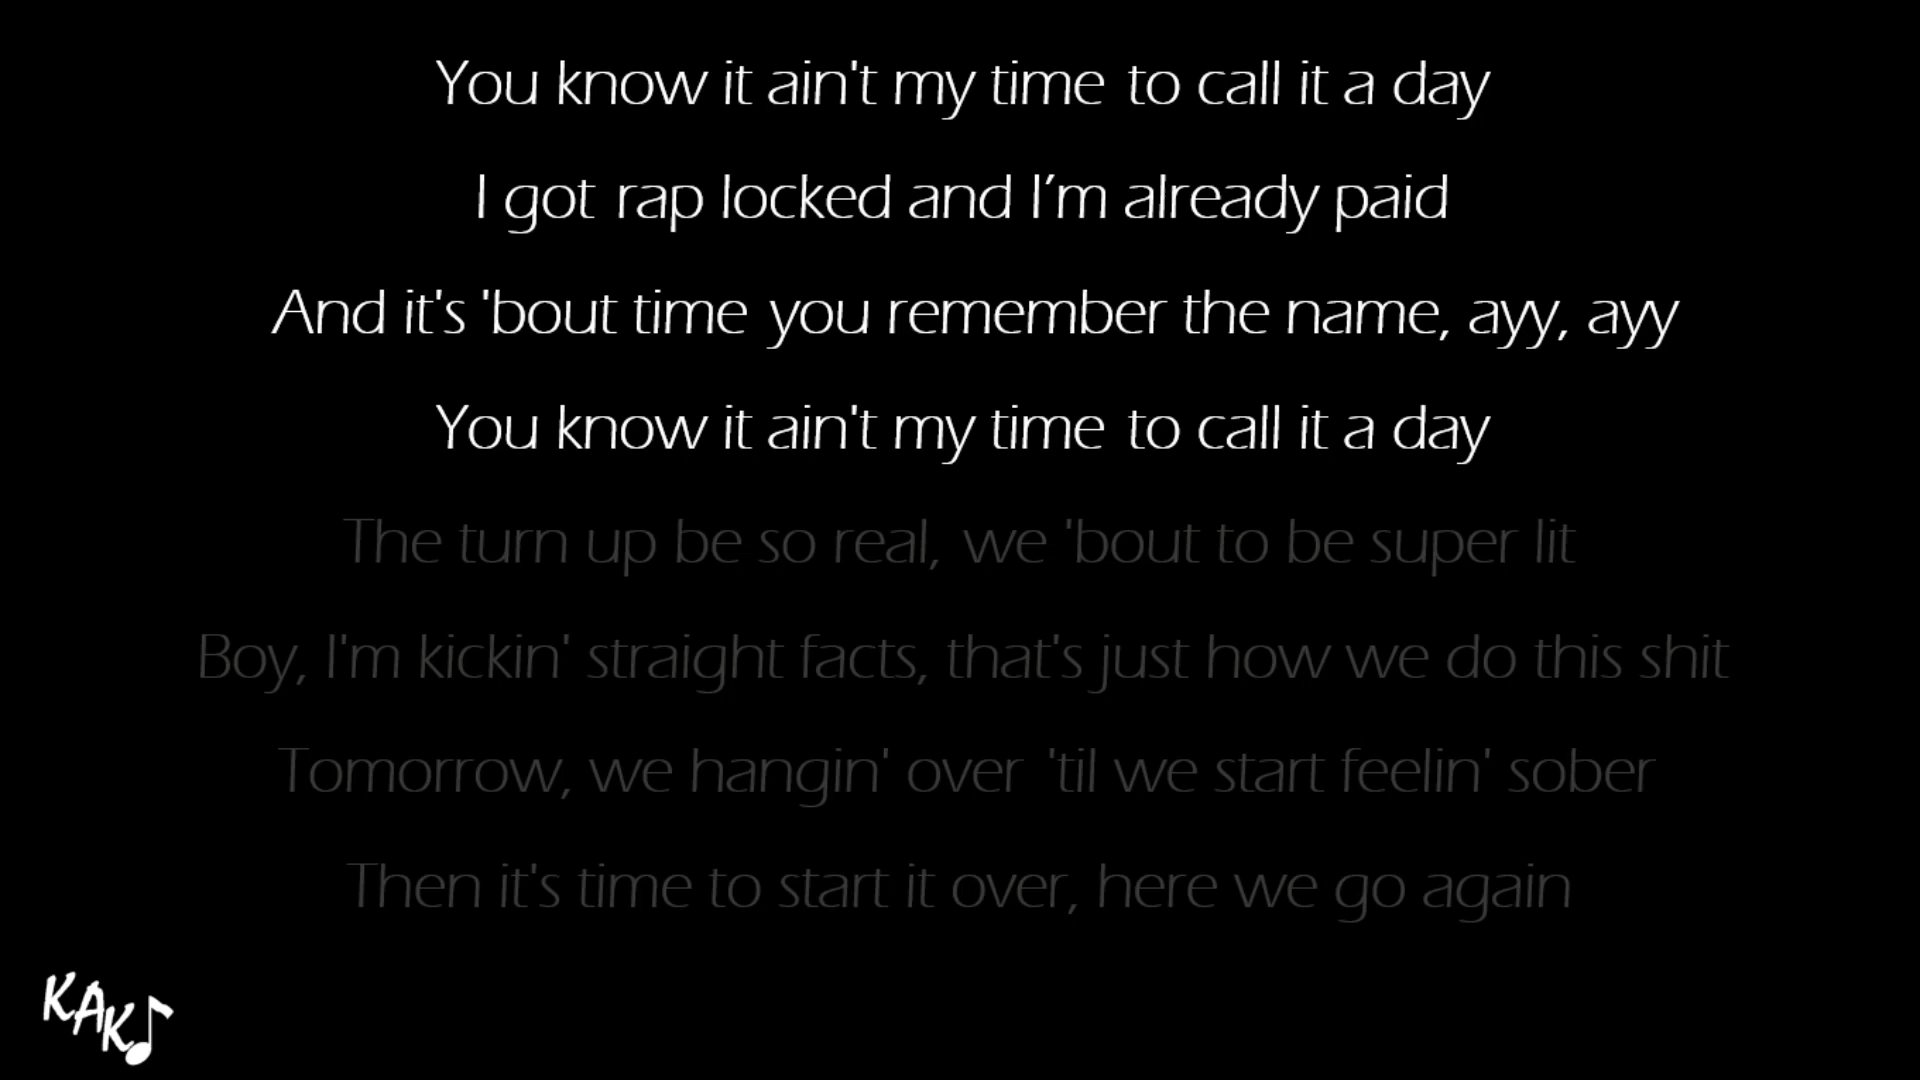 You know it ain't my time to call it a day
I got rap locked and I’m already paid
And it's 'bout time you remember the name, ayy, ayy
You know it ain't my time to call it a day
The turn up be so real, we 'bout to be super lit
Boy, I'm kickin' straight facts, that's just how we do this shit
Tomorrow, we hangin' over 'til we start feelin' sober
Then it's time to start it over, here we go again
KAK